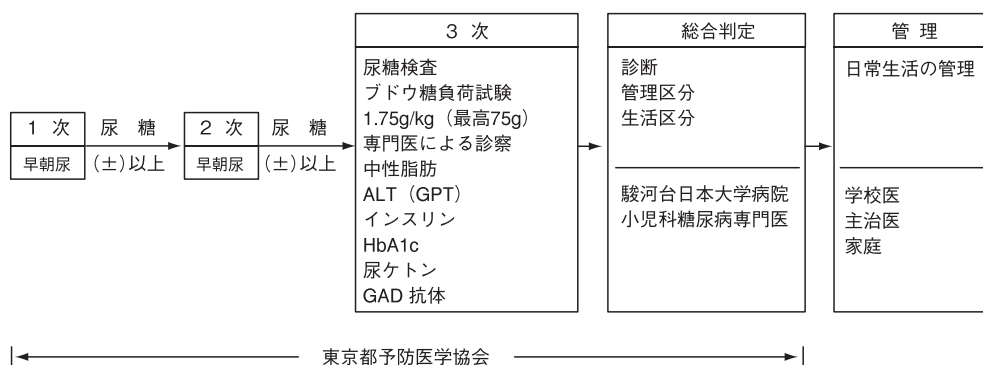 1 次
早朝尿
尿 糖
(±)以上
2 次
早朝尿
尿 糖
(±)以上
3 次
尿糖検査
ブドウ糖負荷試験
1.75g/kg（最高75g）
専門医による診察
中性脂肪
ALT（GPT）
インスリン
HbA1c
尿ケトン
GAD 抗体
総合判定
診断
管理区分
生活区分
駿河台日本大学病院
小児科糖尿病専門医
管 理
日常生活の管理
学校医
主治医
家庭
東京都予防医学協会